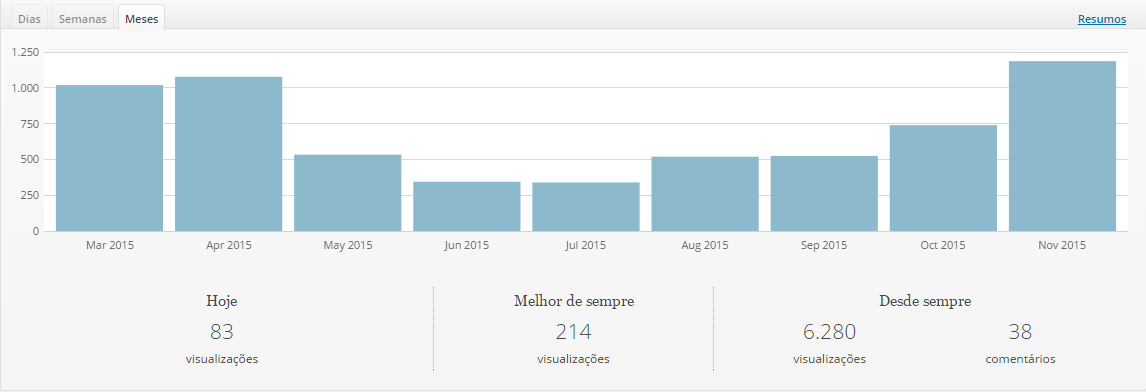 Dias Semanas Meses Resumos
1.250
1.000
750
500
250
0
Mar 2015 Apr 2015 May 2015 Jun 2015 Jul 2015 Aug 2015 Sep 2015 Oct 2015 Nov 2015
Hoje Melhor de sempre Desde sempre
83 214 6.280 38
visualizações visualizações visualizações comentários